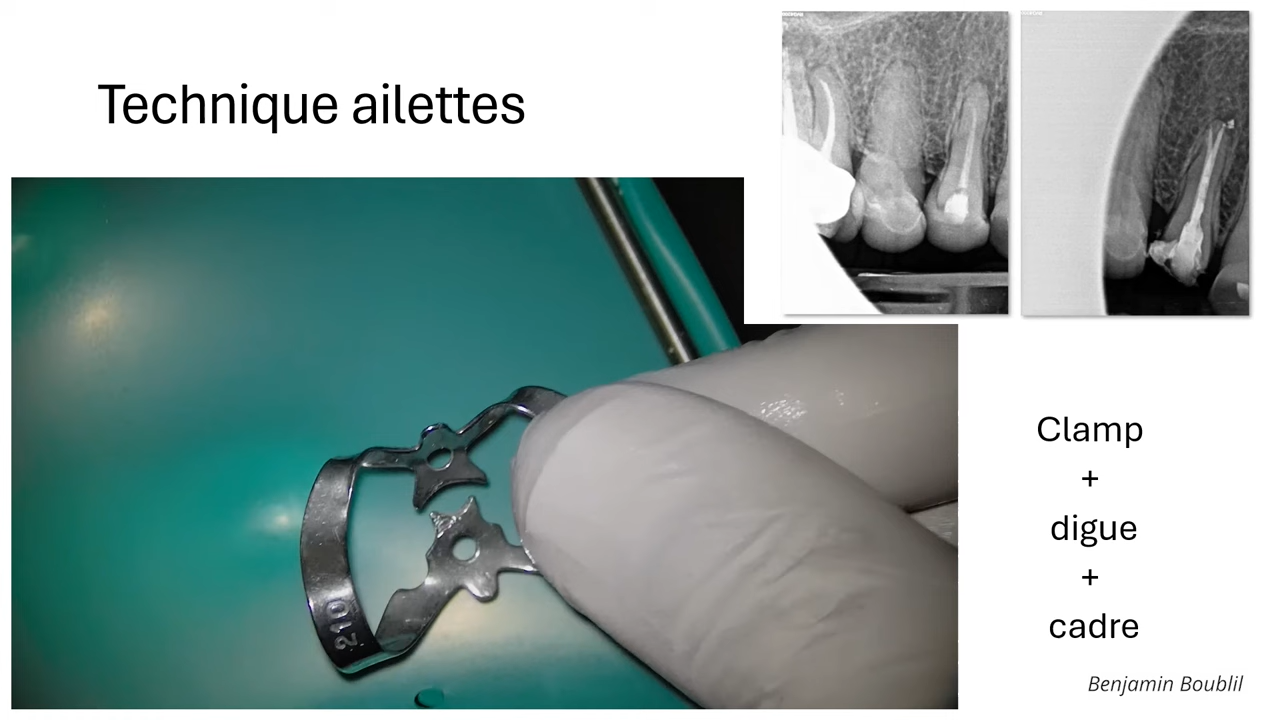 Technique ailettes
Clamp
+
digue
+
cadre
210
Benjamin Boublil